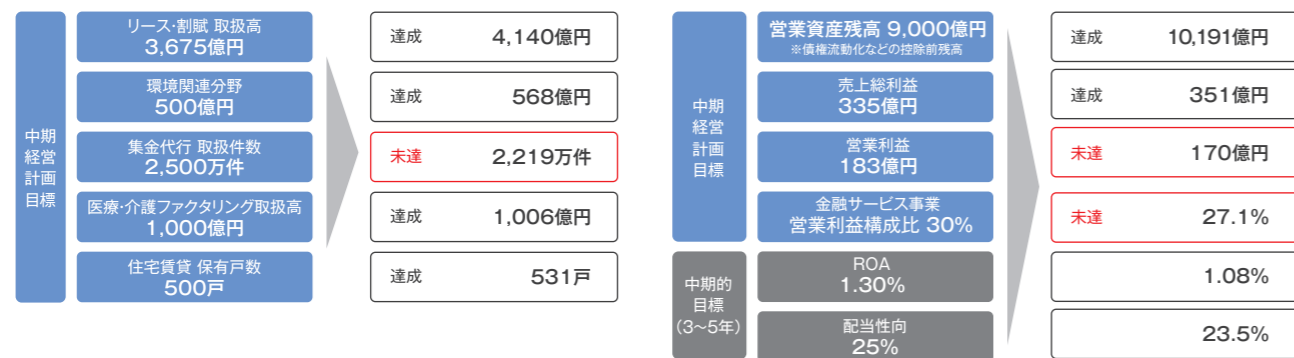 中期
経営
計画
目標
リース・割賦 取扱高
3,675億円
環境関連分野
500億円
集金代行 取扱件数
2,500万件
医療・介護ファクタリング取扱高
1,000億円
住宅賃貸 保有戸数
500戸
達成 4,140億円
達成 568億円
未達 2,219万件
達成 1,006億円
達成 531戸
中期
経営
計画
目標
営業資産残高 9,000億円
※債権流動化などの控除前残高
売上総利益
335億円
営業利益
183億円
金融サービス事業
営業利益構成比 30%
中期的
目標
（3～5年）
ROA
1.30%
配当性向
25%
達成 10,191億円
達成 351億円
未達 170億円
未達 27.1%
1.08%
23.5%